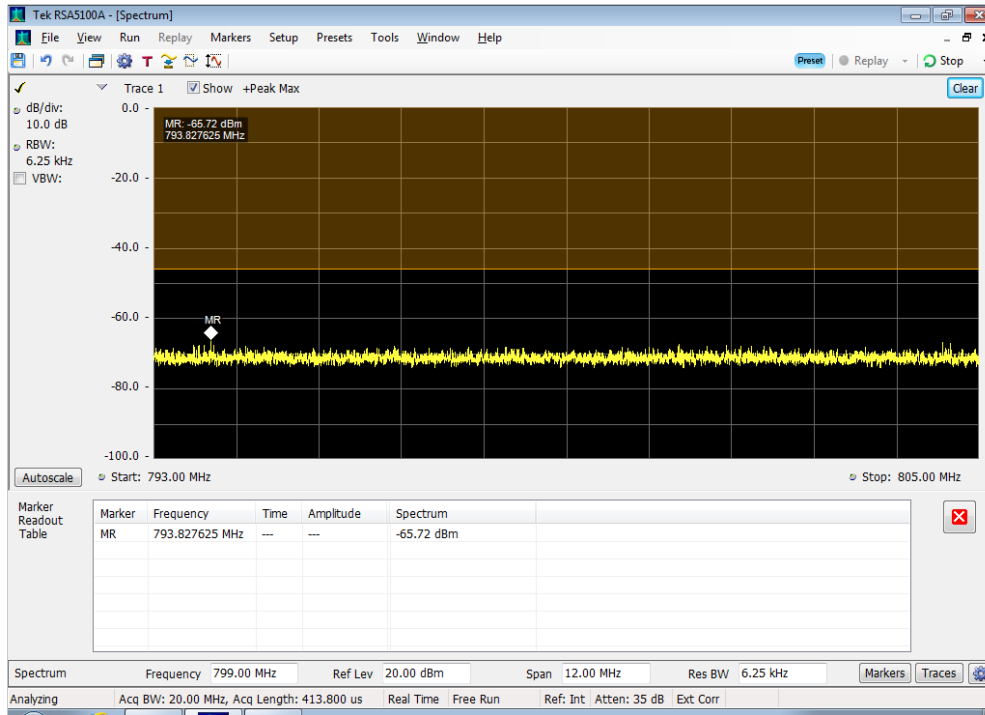 Tek RSA5100A - [Spectrum]
File View Run Replay Markers Setup Presets Tools Window Help
T Preset Replay Stop
Trace 1 Show +Peak Max Clear
dB/div:
10.0 dB
RBW:
6.25 kHz
VBW:
0.0 -
MR: -65.72 dBm
793.827625 MHz
-20.0 -
-40.0 -
-60.0 -
MR
-80.0 -
-100.0 -
Autoscale Start: 793.00 MHz Stop: 805.00 MHz
Marker
Readout
Table
Marker Frequency Time Amplitude Spectrum
MR 793.827625 MHz --- --- -65.72 dBm
Spectrum Frequency 799.00 MHz Ref Lev 20.00 dBm Span 12.00 MHz Res BW 6.25 kHz Markers Traces
Analyzing Acq BW: 20.00 MHz, Acq Length: 413.800 us Real Time Free Run Ref: Int Atten: 35 dB Ext Corr